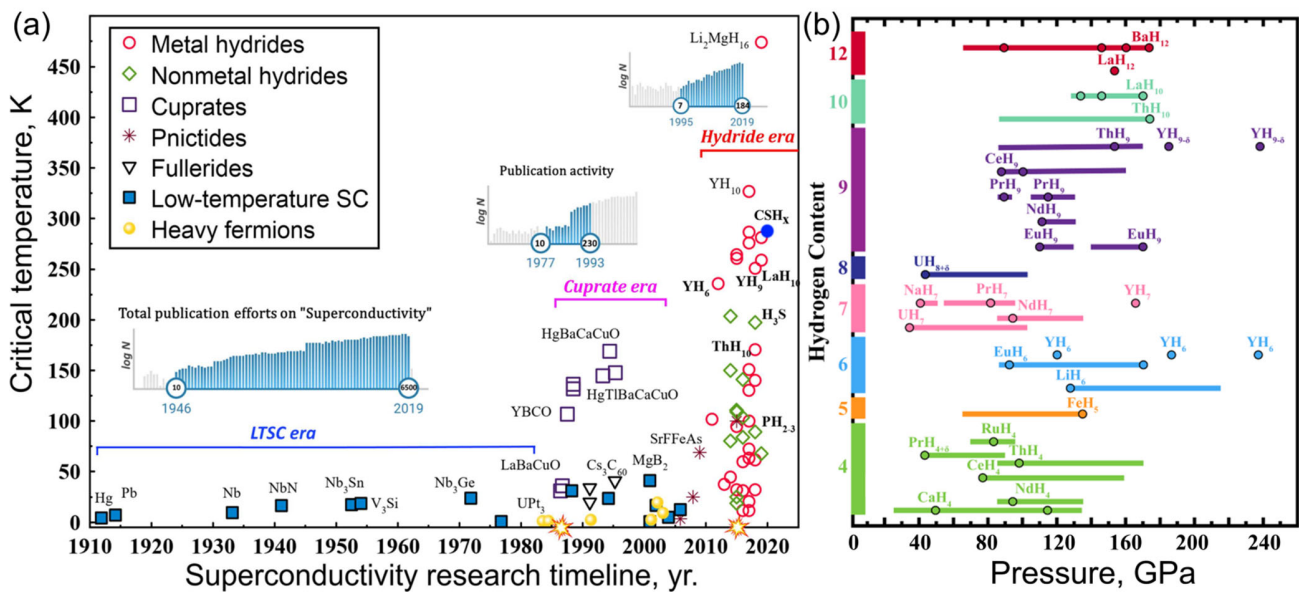 (a)
Critical temperature, K
450
400
350
300
250
200
150
100
50
0
Metal hydrides
Nonmetal hydrides
Cuprates
Pnictides
Fullerides
Low-temperature SC
Heavy fermions
Li₂MgH₁₆
log N
7
184
1995
2019
Hydride era
Publication activity
log N
10
230
1977
1993
YH₁₀
CSHₓ
LaH₁₀
YH₉
YH₆
Cuprate era
Total publication efforts on "Superconductivity"
log N
10
6500
1946
2019
HgBaCaCuO
H₃S
ThH₁₀
HgTlBaCaCuO
YBCO
PH₂₋₃
LTSC era
SrFFeAs
LaBaCuO
Cs₃C₆₀
MgB₂
Hg
Pb
Nb
NbN
Nb₃Sn
V₃Si
Nb₃Ge
UPt₃
1910 1920 1930 1940 1950 1960 1970 1980 1990 2000 2010 2020
Superconductivity research timeline, yr.
(b)
Hydrogen Content
12
10
9
8
7
6
5
4
BaH₁₂
LaH₁₂
LaH₁₀
ThH₁₀
ThH₉ YH₉₋δ YH₉₋δ
CeH₉
PrH₉ PrH₉
NdH₉
EuH₉ EuH₉
UH₈₊δ
NaH₇ PrH₇ YH₇
NdH₇
UH₇
YH₆ YH₆ YH₆
EuH₆
LiH₆
FeH₅
RuH₄
PrH₄₊δ ThH₄
CeH₄
NdH₄
CaH₄
0 40 80 120 160 200 240
Pressure, GPa